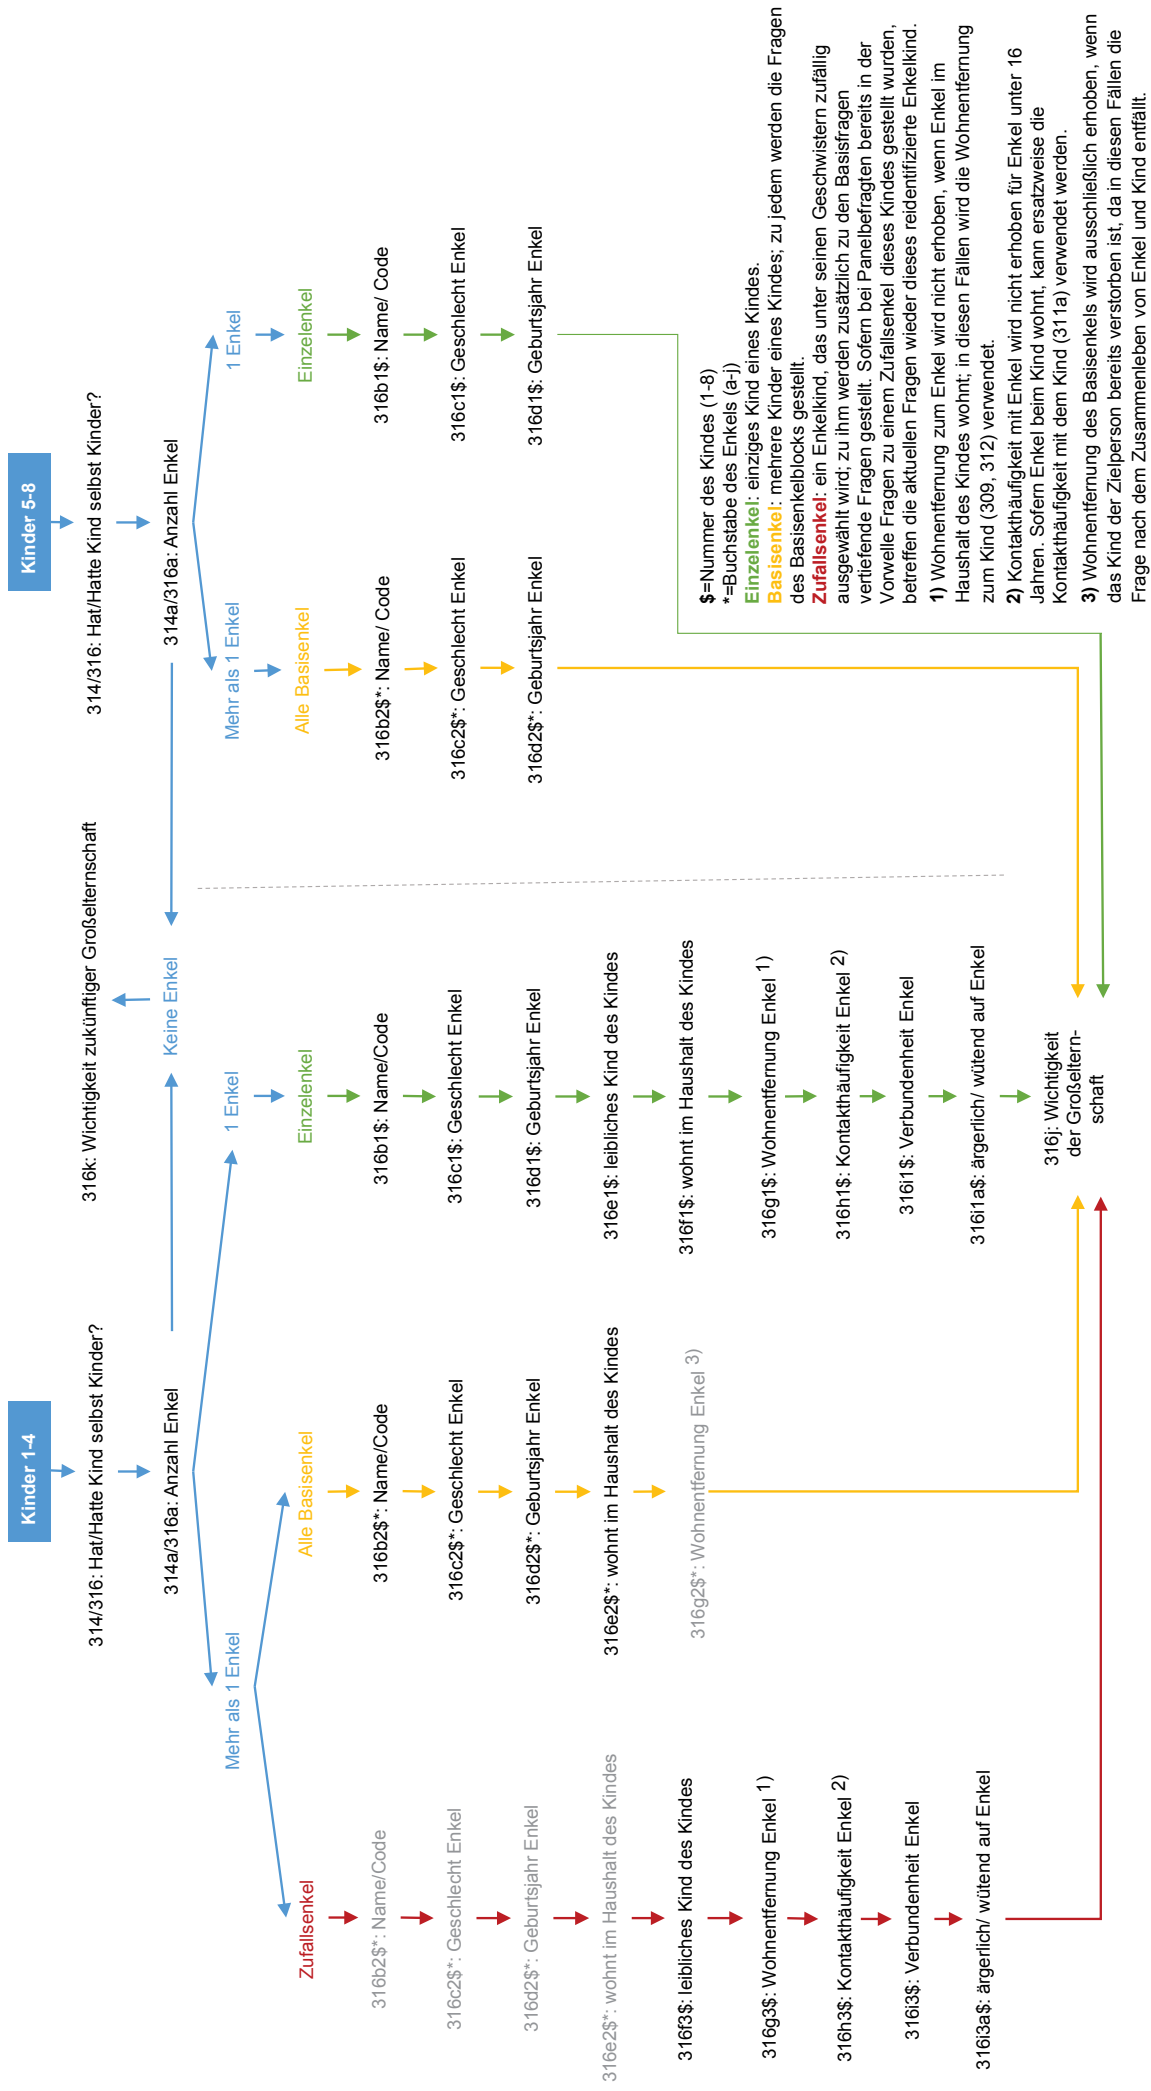 Kinder 1-4
314/316: Hat/Hatte Kind selbst Kinder?
314a/316a: Anzahl Enkel
Mehr als 1 Enkel
1 Enkel
Keine Enkel
316k: Wichtigkeit zukünftiger Großelternschaft
Zufallsenkel
316b2$*: Name/Code
316c2$*: Geschlecht Enkel
316d2$*: Geburtsjahr Enkel
316e2$*: wohnt im Haushalt des Kindes
316f3$: leibliches Kind des Kindes
316g3$: Wohnentfernung Enkel 1)
316h3$: Kontakthäufigkeit Enkel 2)
316i3$: Verbundenheit Enkel
316i3a$: ärgerlich/ wütend auf Enkel
Alle Basisenkel
316b2$*: Name/Code
316c2$*: Geschlecht Enkel
316d2$*: Geburtsjahr Enkel
316e2$*: wohnt im Haushalt des Kindes
316g2$*: Wohnentfernung Enkel 3)
Einzelenkel
316b1$: Name/Code
316c1$: Geschlecht Enkel
316d1$: Geburtsjahr Enkel
316e1$: leibliches Kind des Kindes
316f1$: wohnt im Haushalt des Kindes
316g1$: Wohnentfernung Enkel 1)
316h1$: Kontakthäufigkeit Enkel 2)
316i1$: Verbundenheit Enkel
316i1a$: ärgerlich/ wütend auf Enkel
316j: Wichtigkeit
der Großeltern-
schaft
Kinder 5-8
314/316: Hat/Hatte Kind selbst Kinder?
314a/316a: Anzahl Enkel
Mehr als 1 Enkel
1 Enkel
Alle Basisenkel
316b2$*: Name/ Code
316c2$*: Geschlecht Enkel
316d2$*: Geburtsjahr Enkel
Einzelenkel
316b1$: Name/ Code
316c1$: Geschlecht Enkel
316d1$: Geburtsjahr Enkel
$=Nummer des Kindes (1-8)
*=Buchstabe des Enkels (a-j)
Einzelenkel: einziges Kind eines Kindes.
Basisenkel: mehrere Kinder eines Kindes; zu jedem werden die Fragen
des Basisenkelblocks gestellt.
Zufallsenkel: ein Enkelkind, das unter seinen Geschwistern zufällig
ausgewählt wird; zu ihm werden zusätzlich zu den Basisfragen
vertiefende Fragen gestellt. Sofern bei Panelbefragten bereits in der
Vorwelle Fragen zu einem Zufallsenkel dieses Kindes gestellt wurden,
betreffen die aktuellen Fragen wieder dieses reidentifizierte Enkelkind.
1) Wohnentfernung zum Enkel wird nicht erhoben, wenn Enkel im
Haushalt des Kindes wohnt; in diesen Fällen wird die Wohnentfernung
zum Kind (309, 312) verwendet.
2) Kontakthäufigkeit mit Enkel wird nicht erhoben für Enkel unter 16
Jahren. Sofern Enkel beim Kind wohnt, kann ersatzweise die
Kontakthäufigkeit mit dem Kind (311a) verwendet werden.
3) Wohnentfernung des Basisenkels wird ausschließlich erhoben, wenn
das Kind der Zielperson bereits verstorben ist, da in diesen Fällen die
Frage nach dem Zusammenleben von Enkel und Kind entfällt.